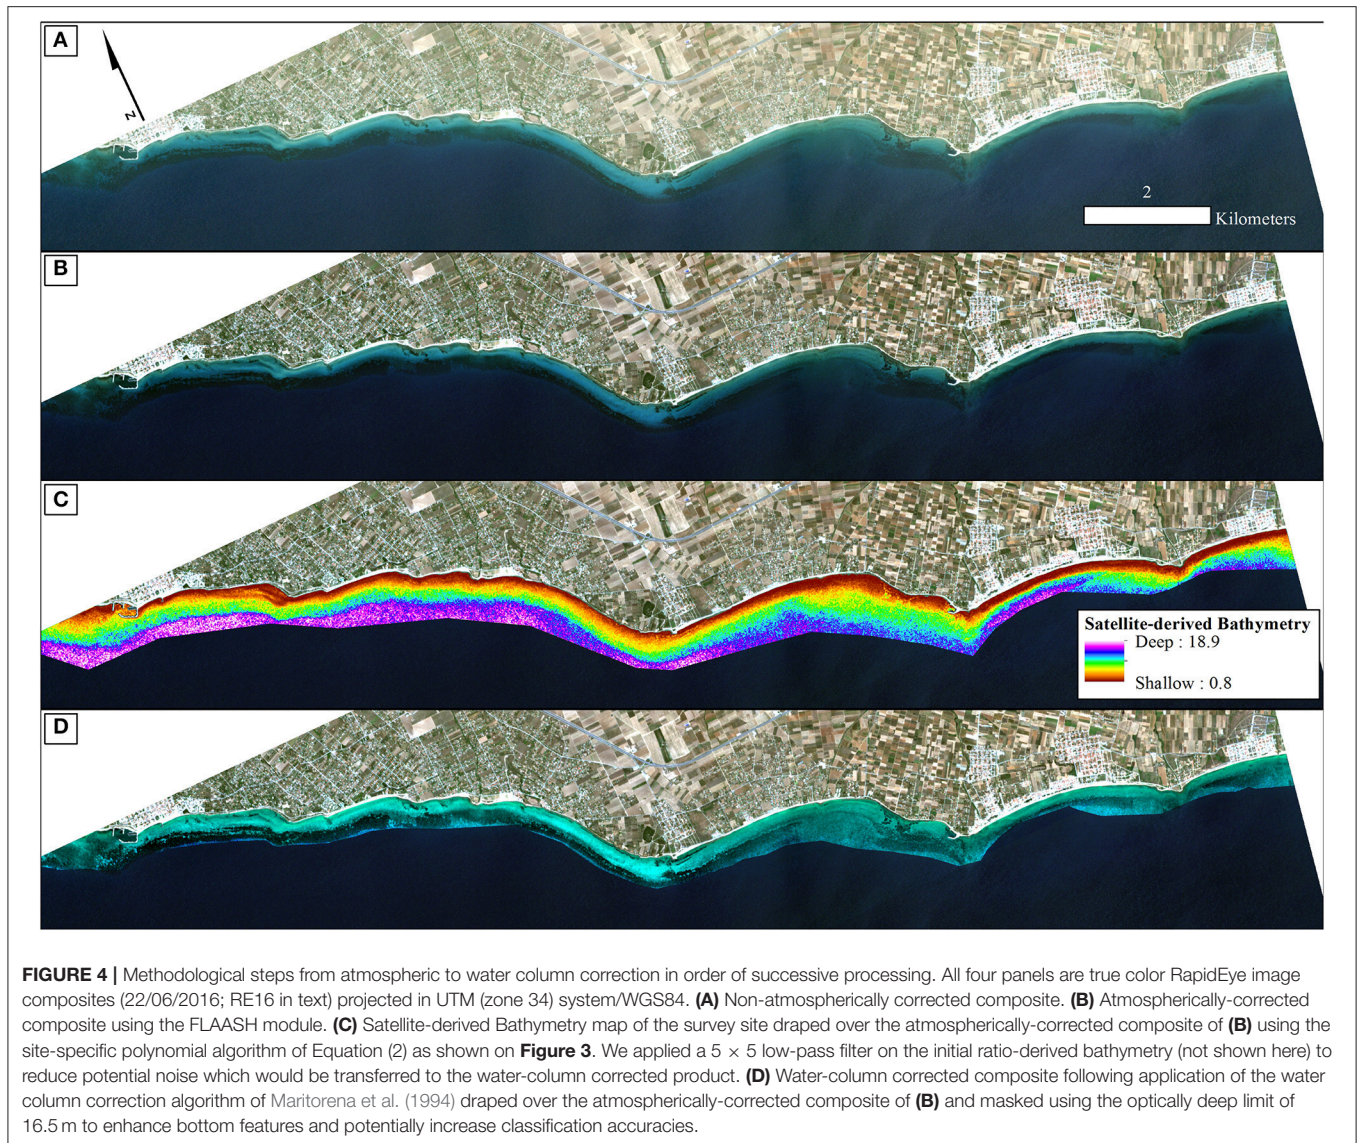 A
N
2
Kilometers
B
C
Satellite-derived Bathymetry
Deep : 18.9
Shallow : 0.8
D
FIGURE 4 | Methodological steps from atmospheric to water column correction in order of successive processing. All four panels are true color RapidEye image
composites (22/06/2016; RE16 in text) projected in UTM (zone 34) system/WGS84. (A) Non-atmospherically corrected composite. (B) Atmospherically-corrected
composite using the FLAASH module. (C) Satellite-derived Bathymetry map of the survey site draped over the atmospherically-corrected composite of (B) using the
site-specific polynomial algorithm of Equation (2) as shown on Figure 3. We applied a 5 × 5 low-pass filter on the initial ratio-derived bathymetry (not shown here) to
reduce potential noise which would be transferred to the water-column corrected product. (D) Water-column corrected composite following application of the water
column correction algorithm of Maritorena et al. (1994) draped over the atmospherically-corrected composite of (B) and masked using the optically deep limit of
16.5 m to enhance bottom features and potentially increase classification accuracies.